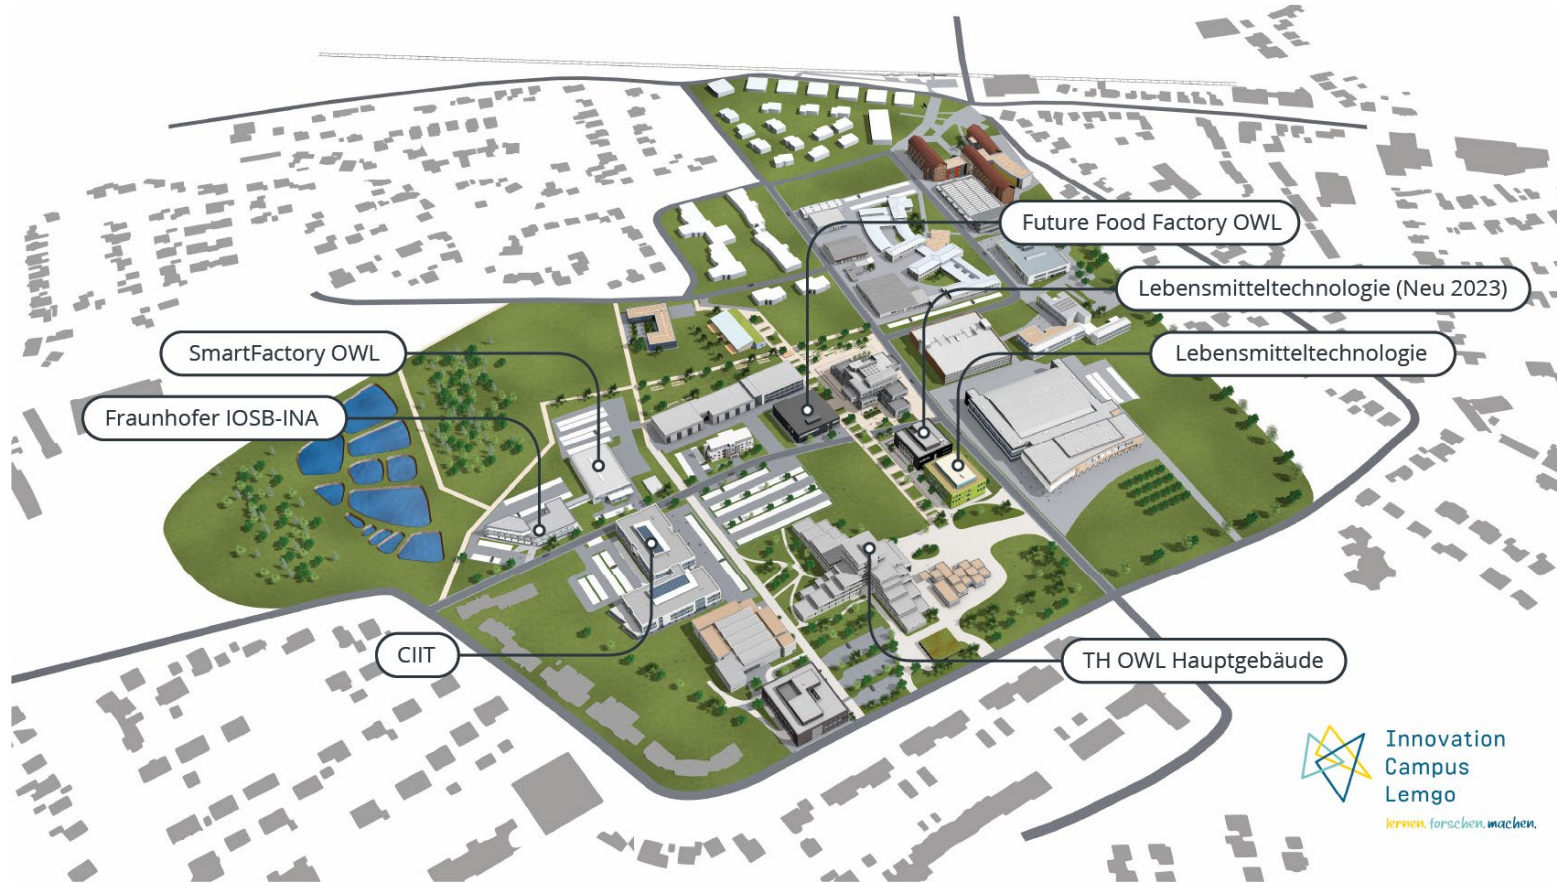 Future Food Factory OWL
Lebensmitteltechnologie (Neu 2023)
SmartFactory OWL
Lebensmitteltechnologie
Fraunhofer IOSB-INA
CIIT
TH OWL Hauptgebäude
Innovation
Campus
Lemgo
lernen. forschen. machen.